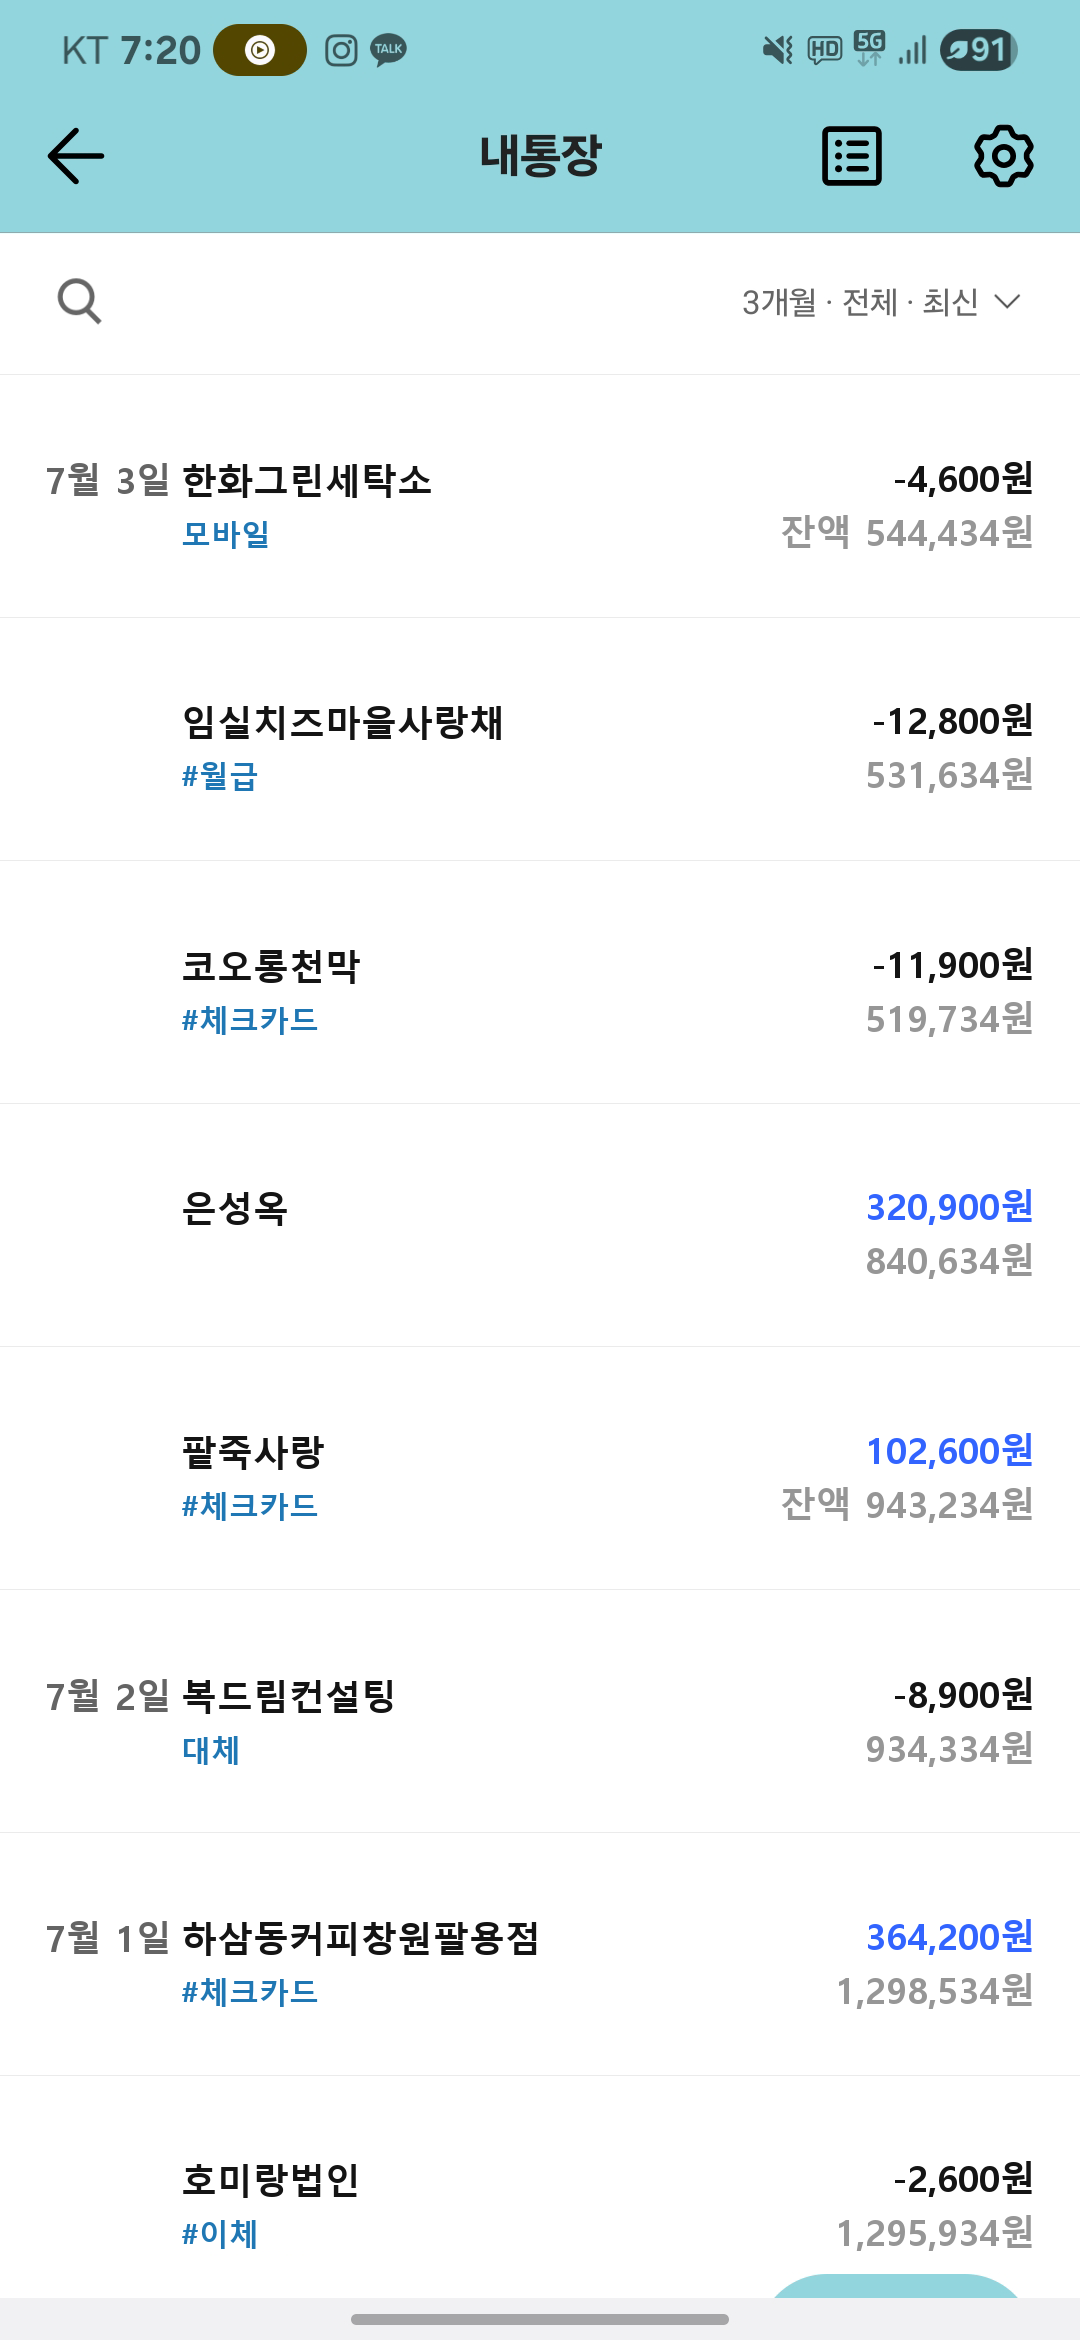 KT 7:20 TALK HD 5G 91
내통장
3개월 · 전체 · 최신
7월 3일 한화그린세탁소 -4,600원
모바일 잔액 544,434원
임실치즈마을사랑채 -12,800원
#월급 531,634원
코오롱천막 -11,900원
#체크카드 519,734원
은성옥 320,900원
840,634원
팥죽사랑 102,600원
#체크카드 잔액 943,234원
7월 2일 복드림컨설팅 -8,900원
대체 934,334원
7월 1일 하삼동커피창원팔용점 364,200원
#체크카드 1,298,534원
호미랑법인 -2,600원
#이체 1,295,934원